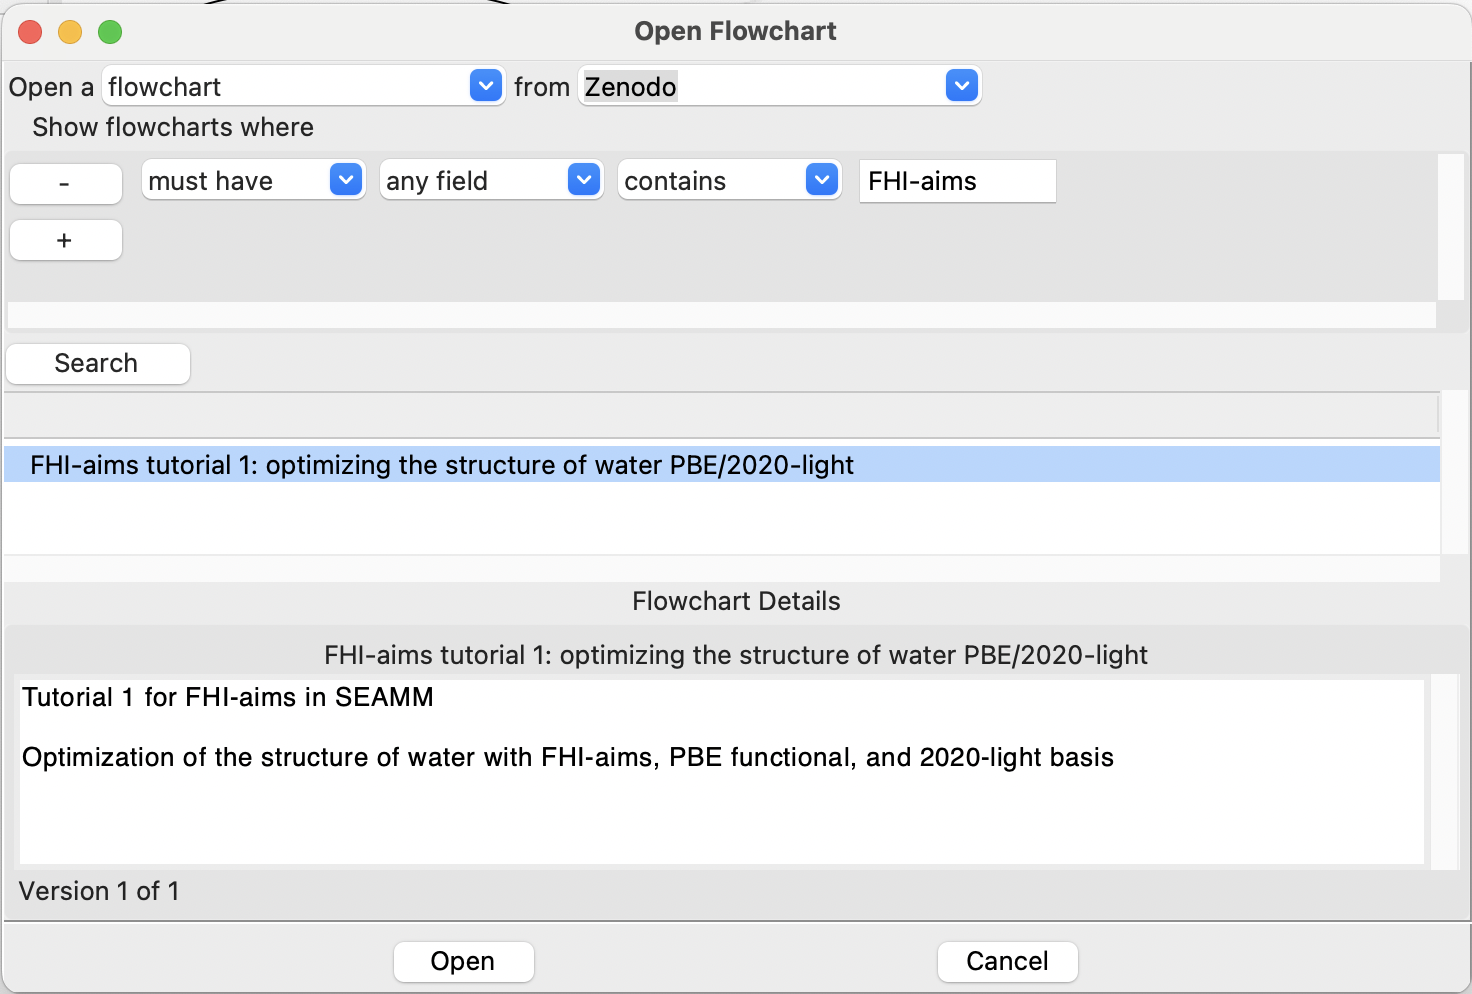 Open Flowchart
Open a flowchart from Zenodo
Show flowcharts where
- must have any field contains FHI-aims
+
Search
FHI-aims tutorial 1: optimizing the structure of water PBE/2020-light
Flowchart Details
FHI-aims tutorial 1: optimizing the structure of water PBE/2020-light
Tutorial 1 for FHI-aims in SEAMM
Optimization of the structure of water with FHI-aims, PBE functional, and 2020-light basis
Version 1 of 1
Open Cancel